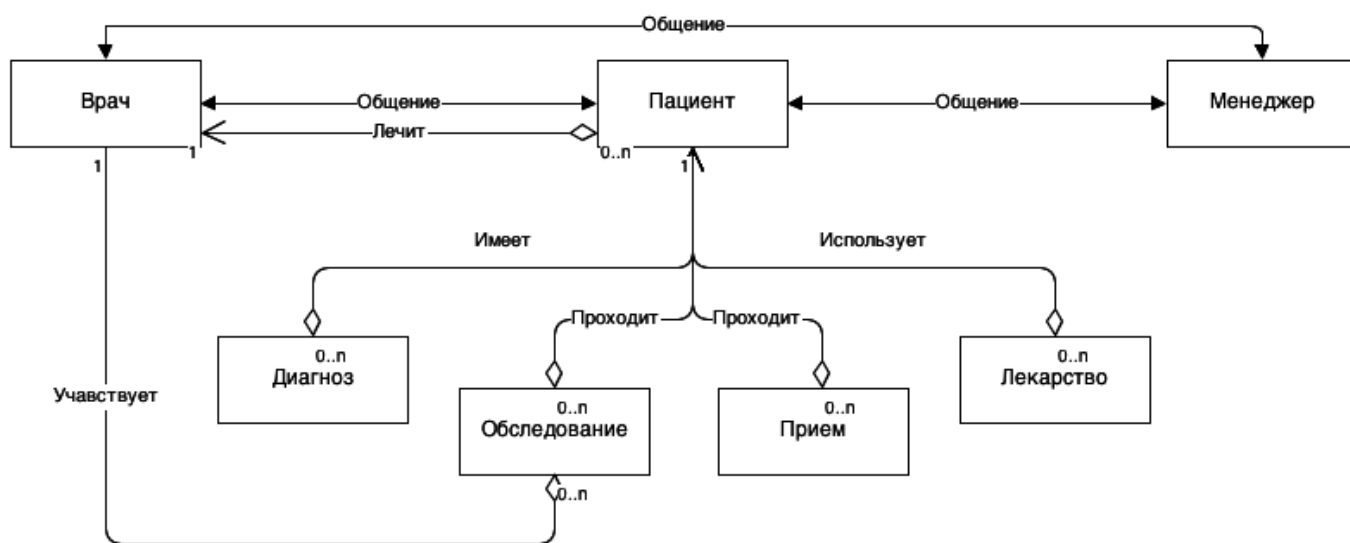 Общение
Врач
Общение
Пациент
Общение
Менеджер
Лечит
1
0..n
1
1
Имеет
Использует
Проходит
Проходит
0..n
Диагноз
0..n
Лекарство
Учавствует
0..n
Обследование
0..n
Прием
0..n